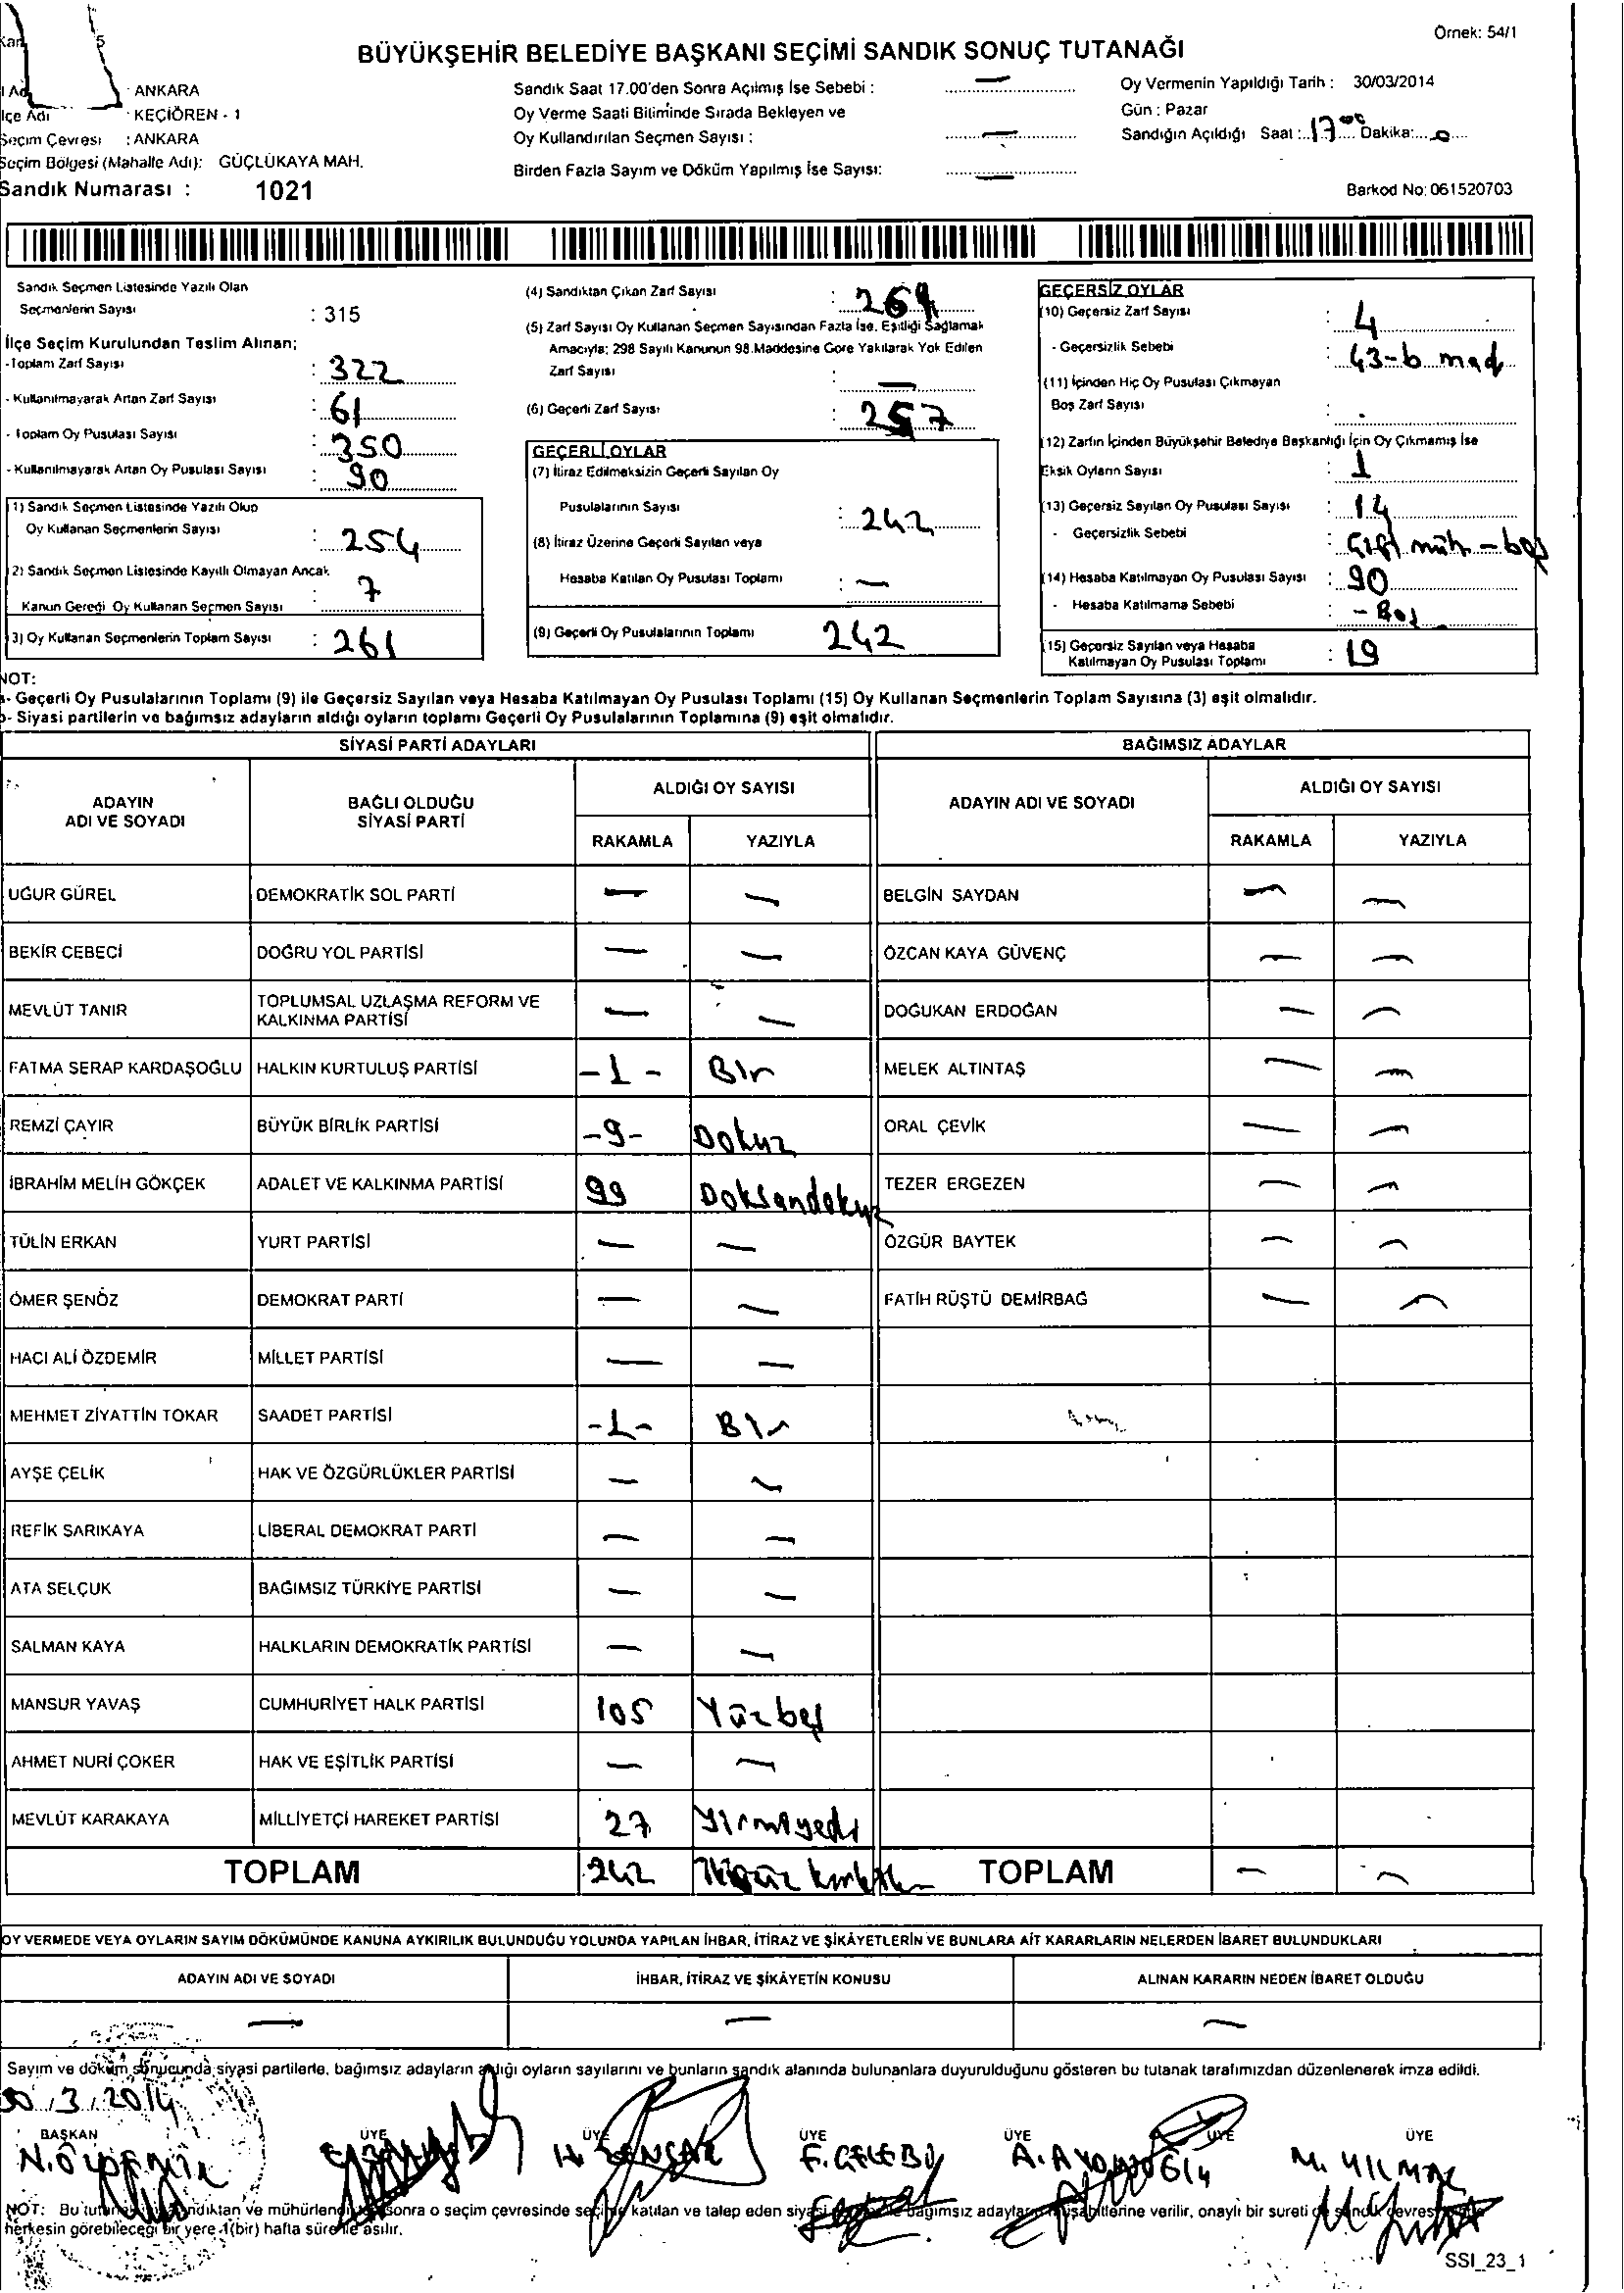 Örnek: 54/1
BÜYÜKŞEHİR BELEDİYE BAŞKANI SEÇİMİ SANDIK SONUÇ TUTANAĞI
: ANKARA
İlçe Adı : KEÇİÖREN - 1
Seçim Çevresi : ANKARA
Seçim Bölgesi (Mahalle Adı): GÜÇLÜKAYA MAH.
Sandık Numarası : 1021
Sandık Saat 17.00'den Sonra Açılmış İse Sebebi : —
Oy Verme Saati Bitiminde Sırada Bekleyen ve
Oy Kullandırılan Seçmen Sayısı : —
Birden Fazla Sayım ve Döküm Yapılmış İse Sayısı: —
Oy Vermenin Yapıldığı Tarih : 30/03/2014
Gün : Pazar
Sandığın Açıldığı Saat : 17⁰⁰ Dakika: 0
Barkod No: 061520703
Sandık Seçmen Listesinde Yazılı Olan
Seçmenlerin Sayısı : 315
İlçe Seçim Kurulundan Teslim Alınan;
-Toplam Zarf Sayısı : 322
- Kullanılmayarak Artan Zarf Sayısı : 61
- Toplam Oy Pusulası Sayısı : 350
- Kullanılmayarak Artan Oy Pusulası Sayısı : 90
1) Sandık Seçmen Listesinde Yazılı Olup
Oy Kullanan Seçmenlerin Sayısı : 254
2) Sandık Seçmen Listesinde Kayıtlı Olmayan Ancak
Kanun Gereği Oy Kullanan Seçmen Sayısı : 7
3) Oy Kullanan Seçmenlerin Toplam Sayısı : 261
(4) Sandıktan Çıkan Zarf Sayısı :
(5) Zarf Sayısı Oy Kullanan Seçmen Sayısından Fazla İse, Eşitliği Sağlamak
Amacıyla; 298 Sayılı Kanunun 98.Maddesine Göre Yakılarak Yok Edilen
Zarf Sayısı : —
(6) Geçerli Zarf Sayısı : 257
GEÇERLİ OYLAR
(7) İtiraz Edilmeksizin Geçerli Sayılan Oy
Pusulalarının Sayısı : 242
(8) İtiraz Üzerine Geçerli Sayılan veya
Hesaba Katılan Oy Pusulası Toplamı : —
(9) Geçerli Oy Pusulalarının Toplamı 242
GEÇERSİZ OYLAR
(10) Geçersiz Zarf Sayısı : 4
- Geçersizlik Sebebi : 43-b mad
(11) İçinden Hiç Oy Pusulası Çıkmayan
Boş Zarf Sayısı :
(12) Zarfın İçinden Büyükşehir Belediye Başkanlığı İçin Oy Çıkmamış İse
Eksik Oyların Sayısı : 1
(13) Geçersiz Sayılan Oy Pusulası Sayısı : 14
- Geçersizlik Sebebi : Çift müh - boş
(14) Hesaba Katılmayan Oy Pusulası Sayısı : 90
- Hesaba Katılmama Sebebi : - Boş
(15) Geçersiz Sayılan veya Hesaba
Katılmayan Oy Pusulası Toplamı : 19
NOT:
a- Geçerli Oy Pusulalarının Toplamı (9) ile Geçersiz Sayılan veya Hesaba Katılmayan Oy Pusulası Toplamı (15) Oy Kullanan Seçmenlerin Toplam Sayısına (3) eşit olmalıdır.
b- Siyasi partilerin ve bağımsız adayların aldığı oyların toplamı Geçerli Oy Pusulalarının Toplamına (9) eşit olmalıdır.
SİYASİ PARTİ ADAYLARI BAĞIMSIZ ADAYLAR
ADAYIN
ADI VE SOYADI
BAĞLI OLDUĞU
SİYASİ PARTİ
ALDIĞI OY SAYISI
RAKAMLA YAZIYLA
ADAYIN ADI VE SOYADI
ALDIĞI OY SAYISI
RAKAMLA YAZIYLA
UĞUR GÜREL DEMOKRATİK SOL PARTİ — — BELGİN SAYDAN — —
BEKİR CEBECİ DOĞRU YOL PARTİSİ — — ÖZCAN KAYA GÜVENÇ — —
MEVLÜT TANIR TOPLUMSAL UZLAŞMA REFORM VE
KALKINMA PARTİSİ — — DOĞUKAN ERDOĞAN — —
FATMA SERAP KARDAŞOĞLU HALKIN KURTULUŞ PARTİSİ -1- Bir MELEK ALTINTAŞ — —
REMZİ ÇAYIR BÜYÜK BİRLİK PARTİSİ -9- Dokuz ORAL ÇEVİK — —
İBRAHİM MELİH GÖKÇEK ADALET VE KALKINMA PARTİSİ 99 Doksandokuz TEZER ERGEZEN — —
TÜLİN ERKAN YURT PARTİSİ — — ÖZGÜR BAYTEK — —
ÖMER ŞENÖZ DEMOKRAT PARTİ — — FATİH RÜŞTÜ DEMİRBAĞ — —
HACI ALİ ÖZDEMİR MİLLET PARTİSİ — —
MEHMET ZİYATTİN TOKAR SAADET PARTİSİ -1- Bir
AYŞE ÇELİK HAK VE ÖZGÜRLÜKLER PARTİSİ — —
REFİK SARIKAYA LİBERAL DEMOKRAT PARTİ — —
ATA SELÇUK BAĞIMSIZ TÜRKİYE PARTİSİ — —
SALMAN KAYA HALKLARIN DEMOKRATİK PARTİSİ — —
MANSUR YAVAŞ CUMHURİYET HALK PARTİSİ 105 Yüzbeş
AHMET NURİ ÇOKER HAK VE EŞİTLİK PARTİSİ — —
MEVLÜT KARAKAYA MİLLİYETÇİ HAREKET PARTİSİ 27 Yirmiyedi
TOPLAM 242 İkiyüz kırkiki TOPLAM — —
OY VERMEDE VEYA OYLARIN SAYIM DÖKÜMÜNDE KANUNA AYKIRILIK BULUNDUĞU YOLUNDA YAPILAN İHBAR, İTİRAZ VE ŞİKÂYETLERİN VE BUNLARA AİT KARARLARIN NELERDEN İBARET BULUNDUKLARI
ADAYIN ADI VE SOYADI İHBAR, İTİRAZ VE ŞİKÂYETİN KONUSU ALINAN KARARIN NEDEN İBARET OLDUĞU
— — —
Sayım ve döküm sonucunda siyasi partilerle, bağımsız adayların aldığı oyların sayılarını ve bunların sandık alanında bulunanlara duyurulduğunu gösteren bu tutanak tarafımızdan düzenlenerek imza edildi.
30/3/2014
BAŞKAN ÜYE ÜYE ÜYE ÜYE ÜYE ÜYE
N. ÖZDEMİR H. ŞENSAR F. ÇELEBİ M. YILMAZ
NOT: Bu sonra o seçim çevresinde katılan ve talep eden bağımsız verilir, onaylı bir sureti
herkesin görebileceği bir yere 1(bir) hafta süre ile asılır.
SSI_23_1